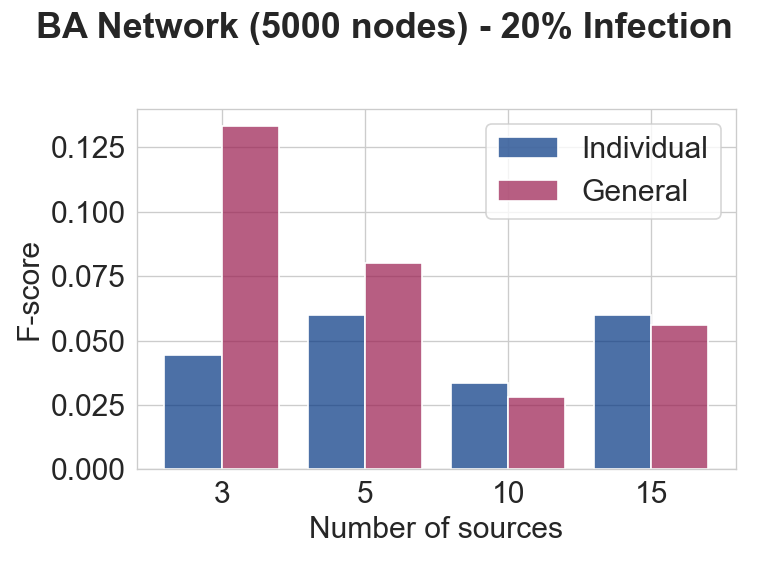 BA Network (5000 nodes) - 20% Infection
Individual
General
F-score
0.125
0.100
0.075
0.050
0.025
0.000
3 5 10 15
Number of sources